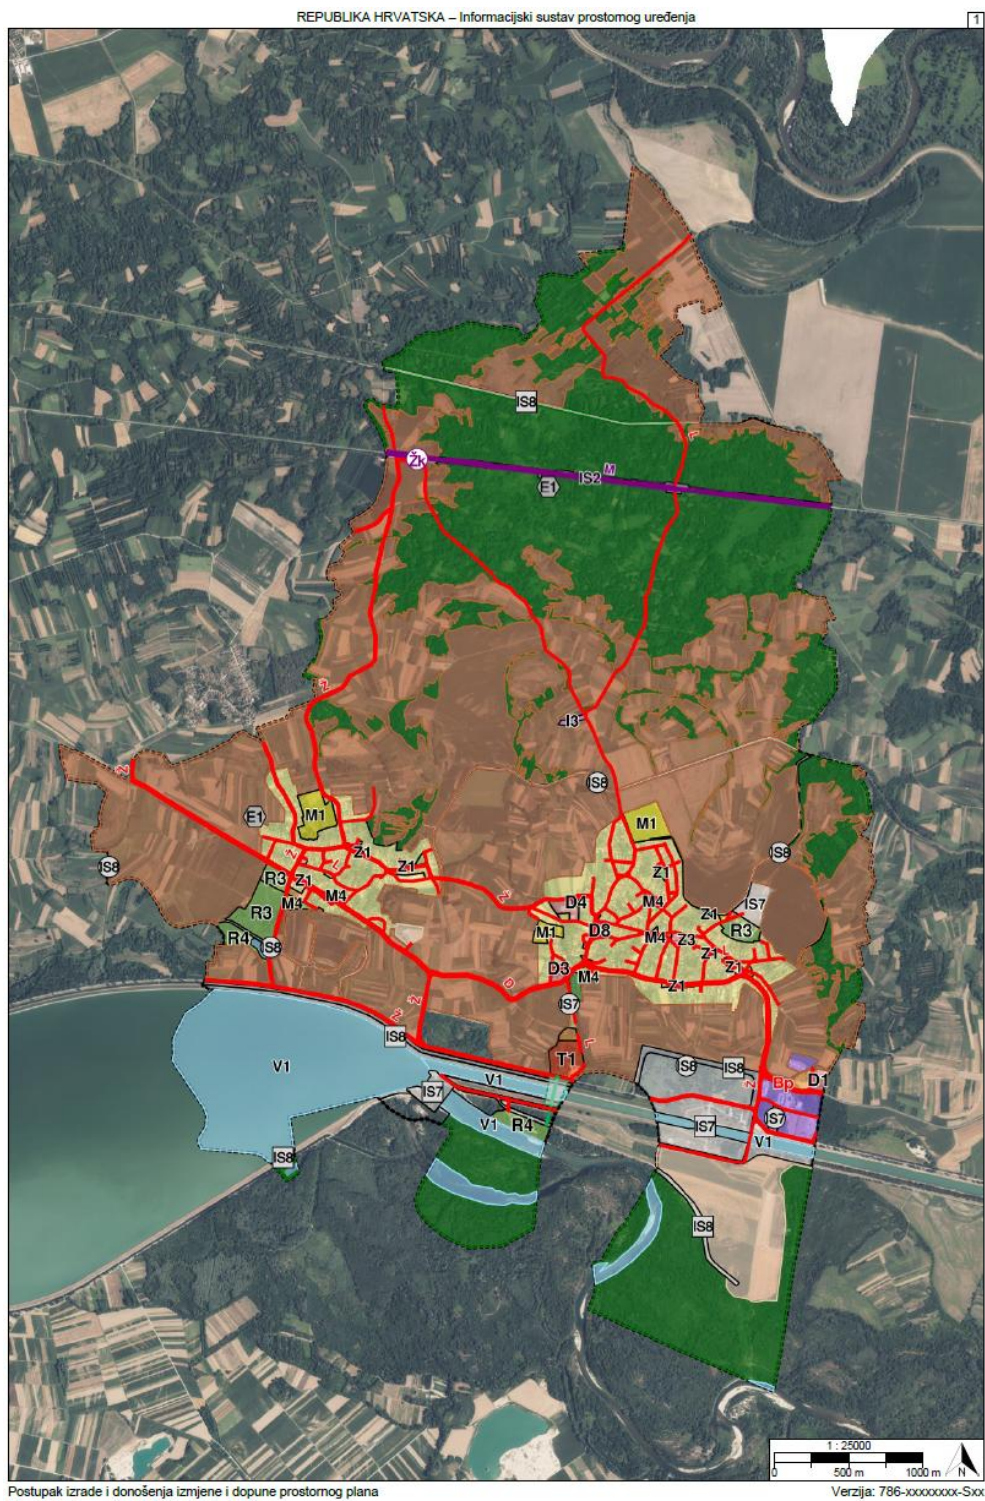 REPUBLIKA HRVATSKA – Informacijski sustav prostornog uređenja
1
IS8
L
Žk
M
IS2
E1
Ž
I3
IS8
Ž
M1
E1
M1
IS8
Z1
Ž
Z1
IS8
L
Z1
R3
Z1
M4
Ž
M4
D4
M4
IS7
R3
Z1
M1
D8
M4
Z3
R3
R4
IS8
Z1
L
D3
Z1
M4
Z1
D
Ž
IS7
Ž
IS8
L
T1
V1
IS8
IS8
V1
Ž
Bp
D1
IS7
V1
R4
IS7
IS7
V1
IS8
IS8
1 : 25000
0 500 m 1000 m N
Postupak izrade i donošenja izmjene i dopune prostornog plana
Verzija: 786-xxxxxxxx-Sxx